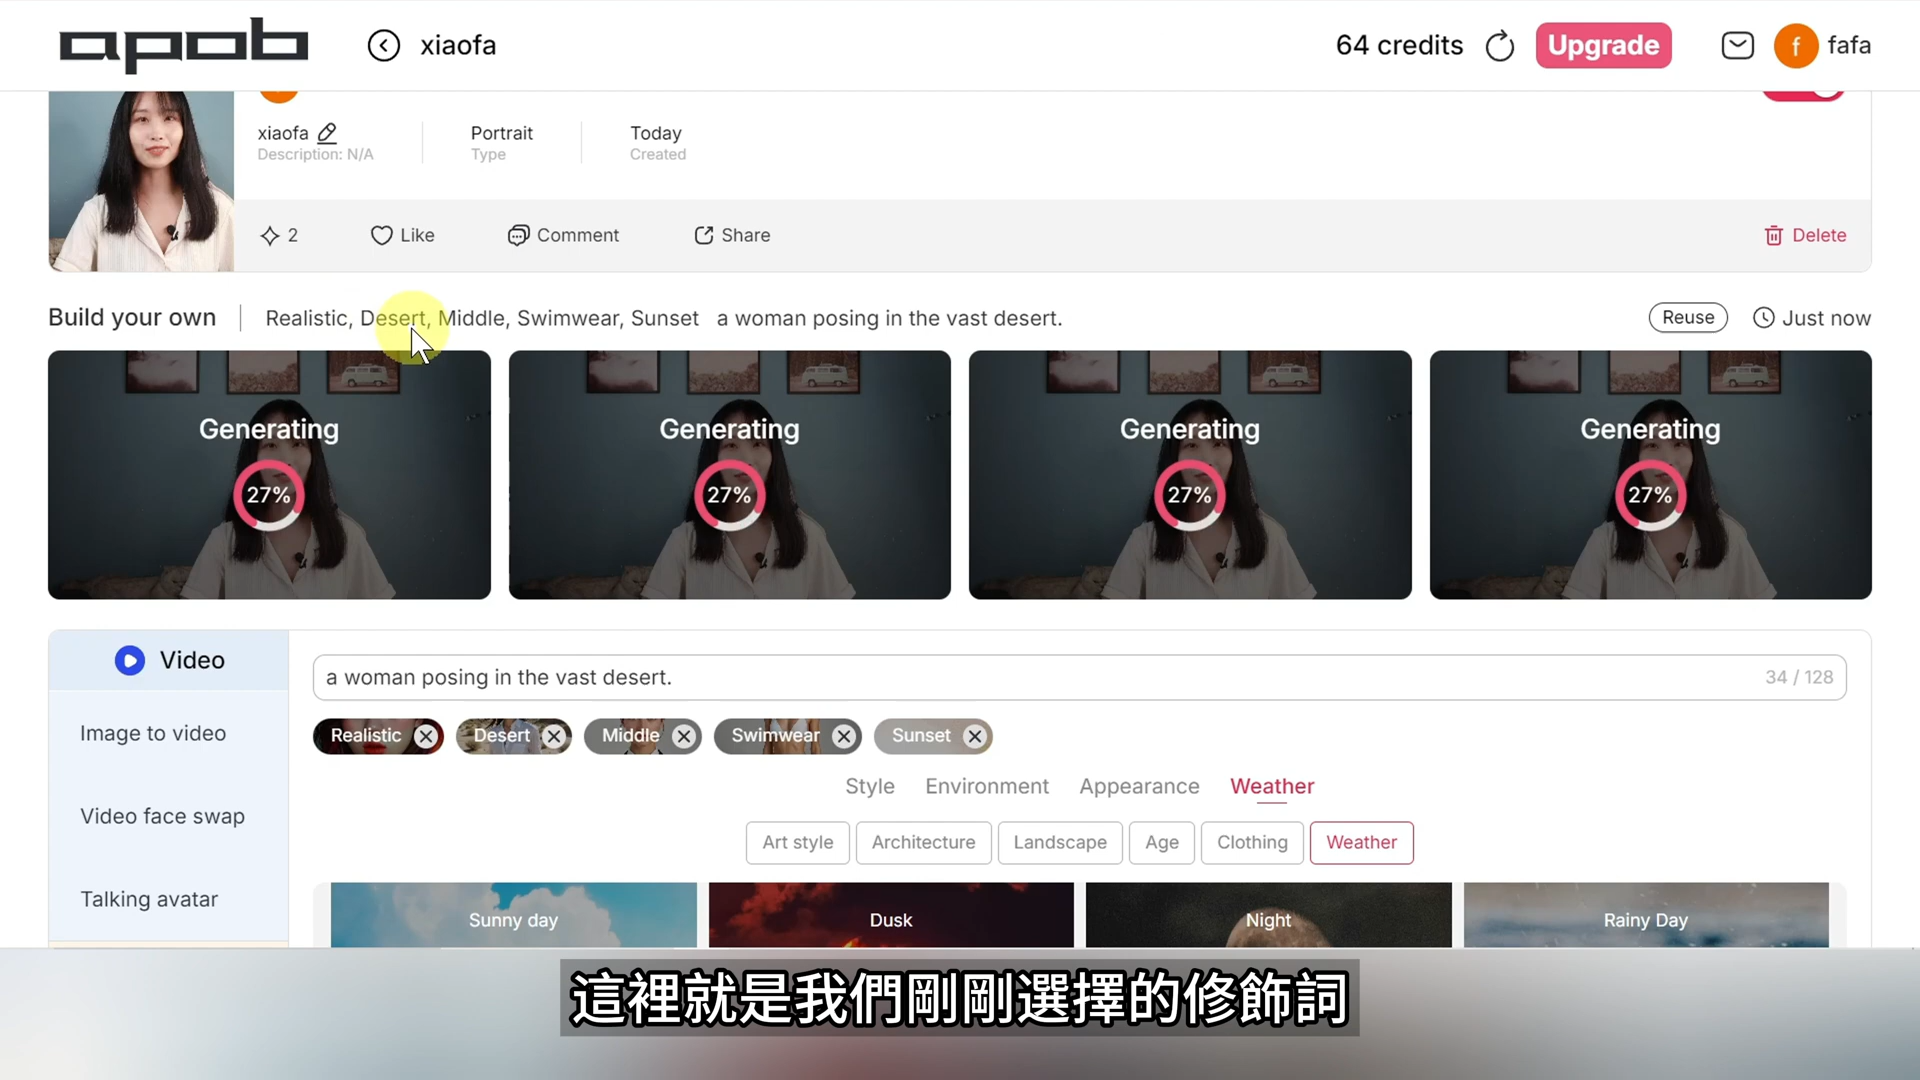 apob
xiaofa
64 credits
Upgrade
f
fafa
xiaofa
Description: N/A
Portrait
Type
Today
Created
2
Like
Comment
Share
Delete
Build your own
Realistic, Desert, Middle, Swimwear, Sunset a woman posing in the vast desert.
Reuse
Just now
Generating
27%
Generating
27%
Generating
27%
Generating
27%
Video
Image to video
Video face swap
Talking avatar
a woman posing in the vast desert.
34 / 128
Realistic
Desert
Middle
Swimwear
Sunset
Style
Environment
Appearance
Weather
Art style
Architecture
Landscape
Age
Clothing
Weather
Sunny day
Dusk
Night
Rainy Day
這裡就是我們剛剛選擇的修飾詞